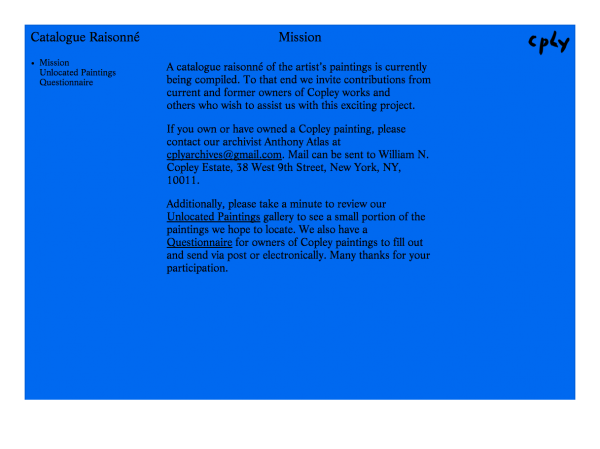 Catalogue Raisonné
Mission
cply
• Mission
Unlocated Paintings
Questionnaire
A catalogue raisonné of the artist's paintings is currently
being compiled. To that end we invite contributions from
current and former owners of Copley works and
others who wish to assist us with this exciting project.
If you own or have owned a Copley painting, please
contact our archivist Anthony Atlas at
cplyarchives@gmail.com. Mail can be sent to William N.
Copley Estate, 38 West 9th Street, New York, NY,
10011.
Additionally, please take a minute to review our
Unlocated Paintings gallery to see a small portion of the
paintings we hope to locate. We also have a
Questionnaire for owners of Copley paintings to fill out
and send via post or electronically. Many thanks for your
participation.